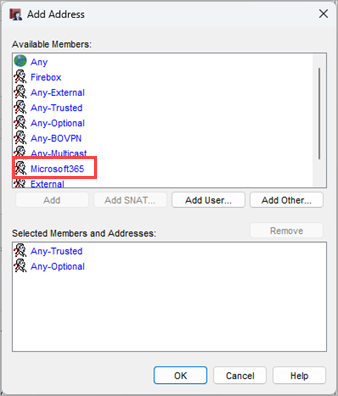 Add Address
Available Members:
Any
Firebox
Any-External
Any-Trusted
Any-Optional
Any-BOVPN
Any-Multicast
Microsoft365
External
Add
Add SNAT...
Add User...
Add Other...
Selected Members and Addresses:
Remove
Any-Trusted
Any-Optional
OK
Cancel
Help